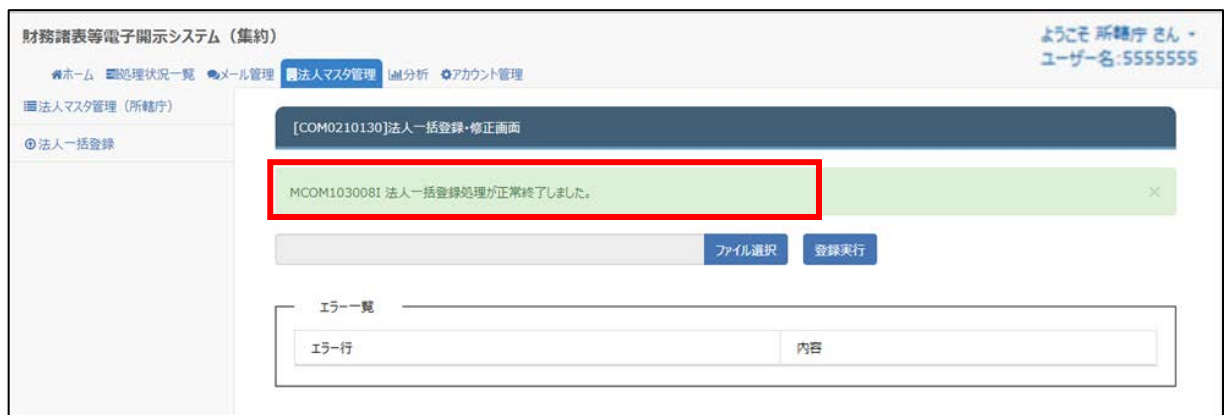 財務諸表等電子開示システム（集約）
ようこそ 所轄庁 さん
ユーザー名:5555555
ホーム 処理状況一覧 メール管理 法人マスタ管理 分析 アカウント管理
法人マスタ管理（所轄庁）
法人一括登録
[COM0210130]法人一括登録・修正画面
MCOM103008I 法人一括登録処理が正常終了しました。
×
ファイル選択 登録実行
エラー一覧
エラー行 内容